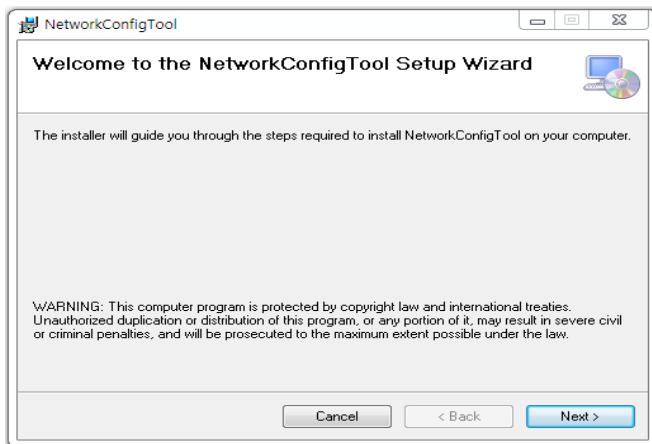 NetworkConfigTool
Welcome to the NetworkConfigTool Setup Wizard
The installer will guide you through the steps required to install NetworkConfigTool on your computer.
WARNING: This computer program is protected by copyright law and international treaties.
Unauthorized duplication or distribution of this program, or any portion of it, may result in severe civil
or criminal penalties, and will be prosecuted to the maximum extent possible under the law.
Cancel
< Back
Next >